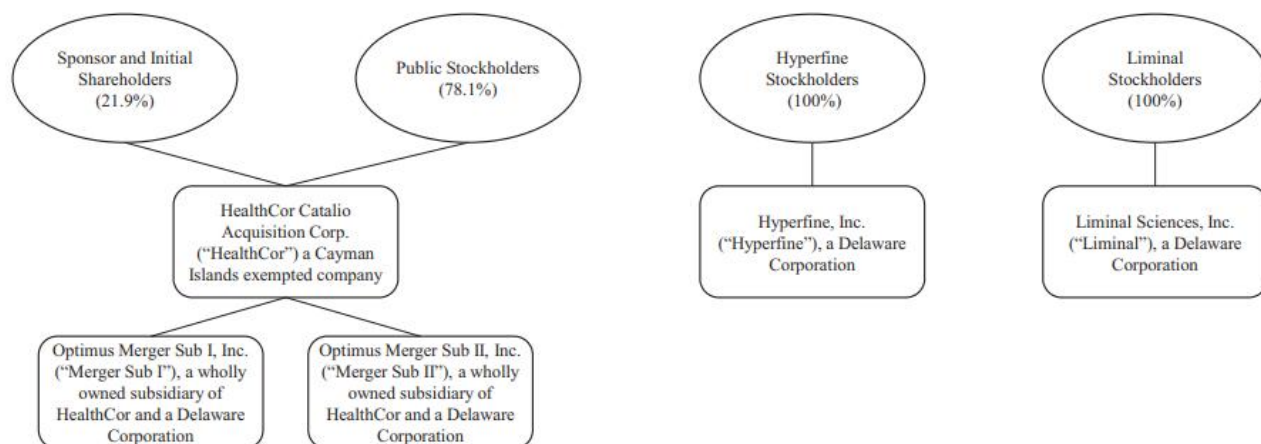 Sponsor and Initial
Shareholders
(21.9%)
Public Stockholders
(78.1%)
Hyperfine
Stockholders
(100%)
Liminal
Stockholders
(100%)
HealthCor Catalio
Acquisition Corp.
(“HealthCor”) a Cayman
Islands exempted company
Hyperfine, Inc.
(“Hyperfine”), a Delaware
Corporation
Liminal Sciences, Inc.
(“Liminal”), a Delaware
Corporation
Optimus Merger Sub I, Inc.
(“Merger Sub I”), a wholly
owned subsidiary of
HealthCor and a Delaware
Corporation
Optimus Merger Sub II, Inc.
(“Merger Sub II”), a wholly
owned subsidiary of
HealthCor and a Delaware
Corporation